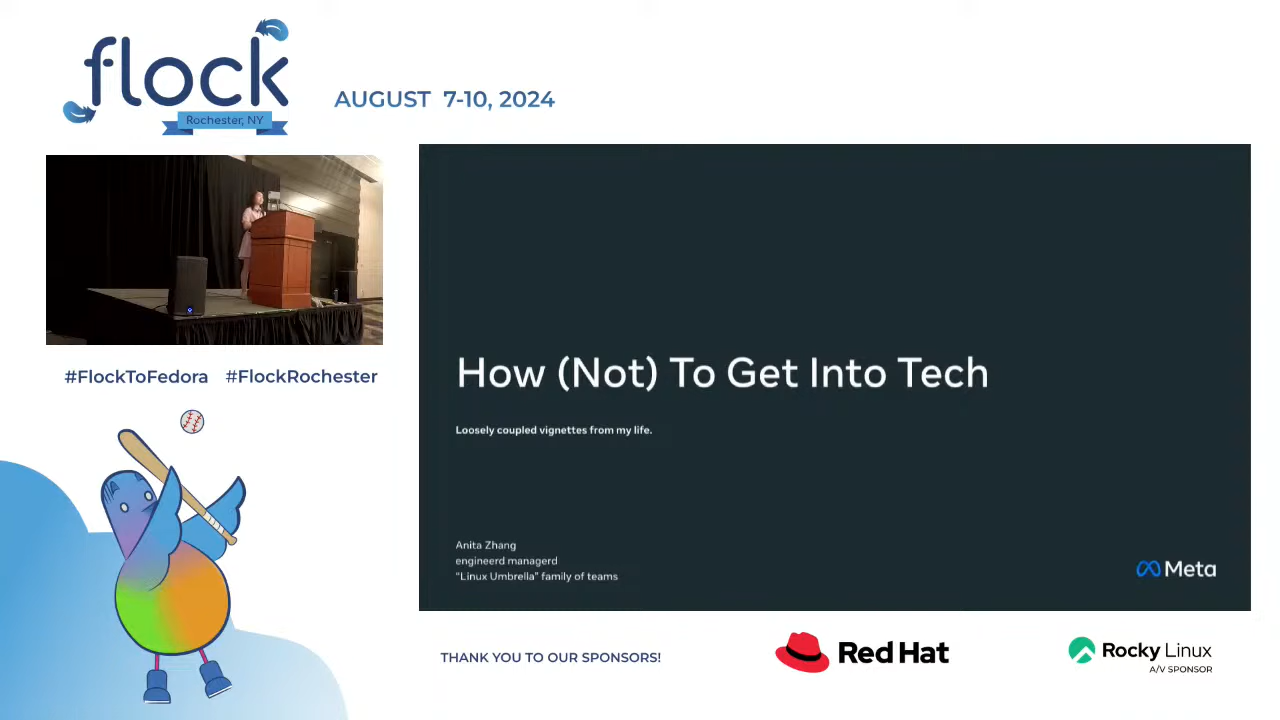 flock
Rochester, NY
AUGUST 7-10, 2024
How (Not) To Get Into Tech
Loosely coupled vignettes from my life.
Anita Zhang
engineerd managerd
"Linux Umbrella" family of teams
Meta
#FlockToFedora #FlockRochester
THANK YOU TO OUR SPONSORS!
Red Hat
Rocky Linux
A/V SPONSOR